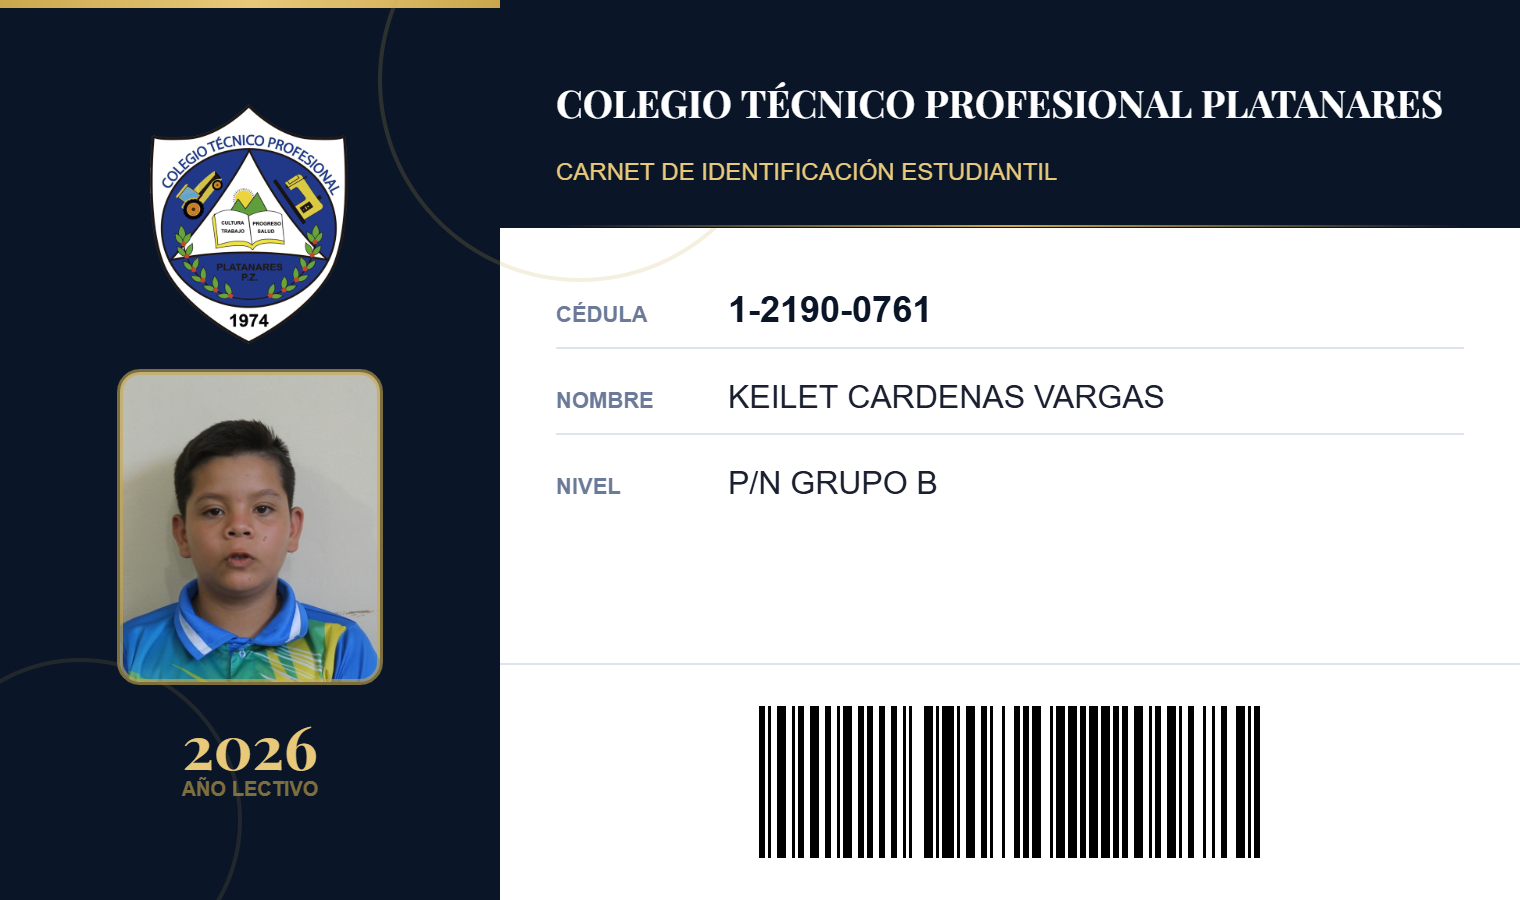 COLEGIO TÉCNICO PROFESIONAL
CULTURA PROGRESO
TRABAJO SALUD
PLATANARES
P.Z.
1974
2026
AÑO LECTIVO
COLEGIO TÉCNICO PROFESIONAL PLATANARES
CARNET DE IDENTIFICACIÓN ESTUDIANTIL
CÉDULA 1-2190-0761
NOMBRE KEILET CARDENAS VARGAS
NIVEL P/N GRUPO B